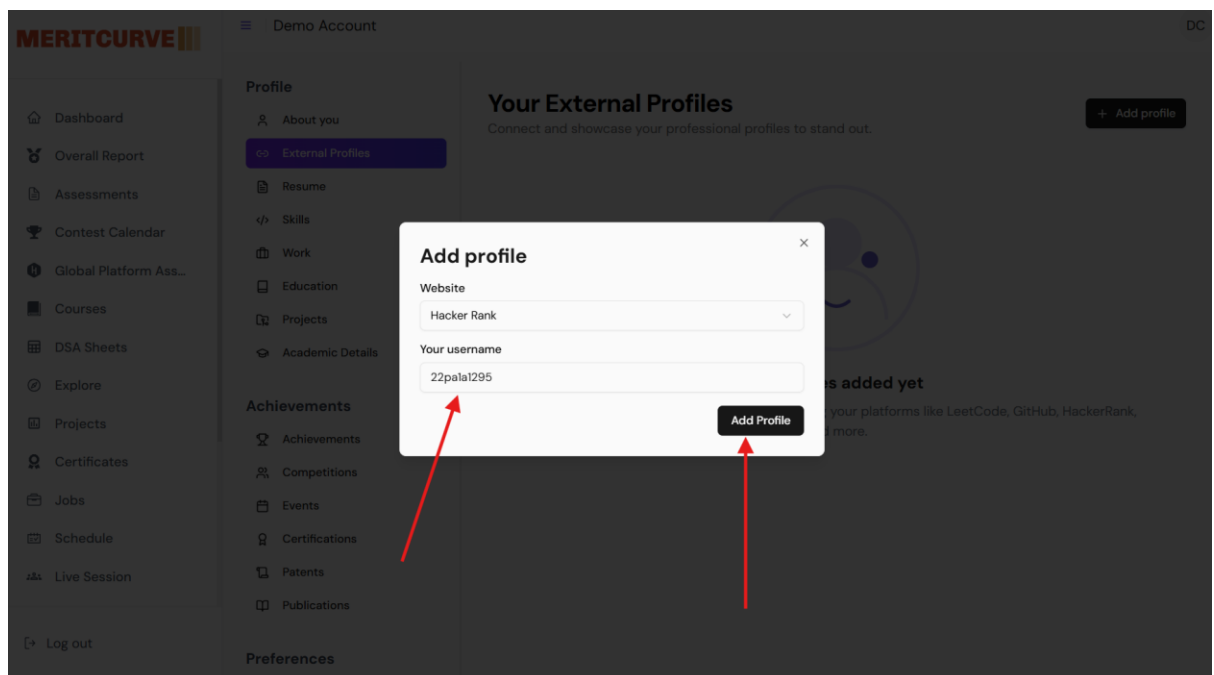 MERITCURVE
Demo Account
DC
Dashboard
Overall Report
Assessments
Contest Calendar
Global Platform Ass...
Courses
DSA Sheets
Explore
Projects
Certificates
Jobs
Schedule
Live Session
Log out
Profile
About you
External Profiles
Resume
Skills
Work
Education
Projects
Academic Details
Achievements
Achievements
Competitions
Events
Certifications
Patents
Publications
Preferences
Your External Profiles
Connect and showcase your professional profiles to stand out.
+ Add profile
Add profile
Website
Hacker Rank
Your username
22pa1a1295
Add Profile
s added yet
your platforms like LeetCode, GitHub, HackerRank,
more.